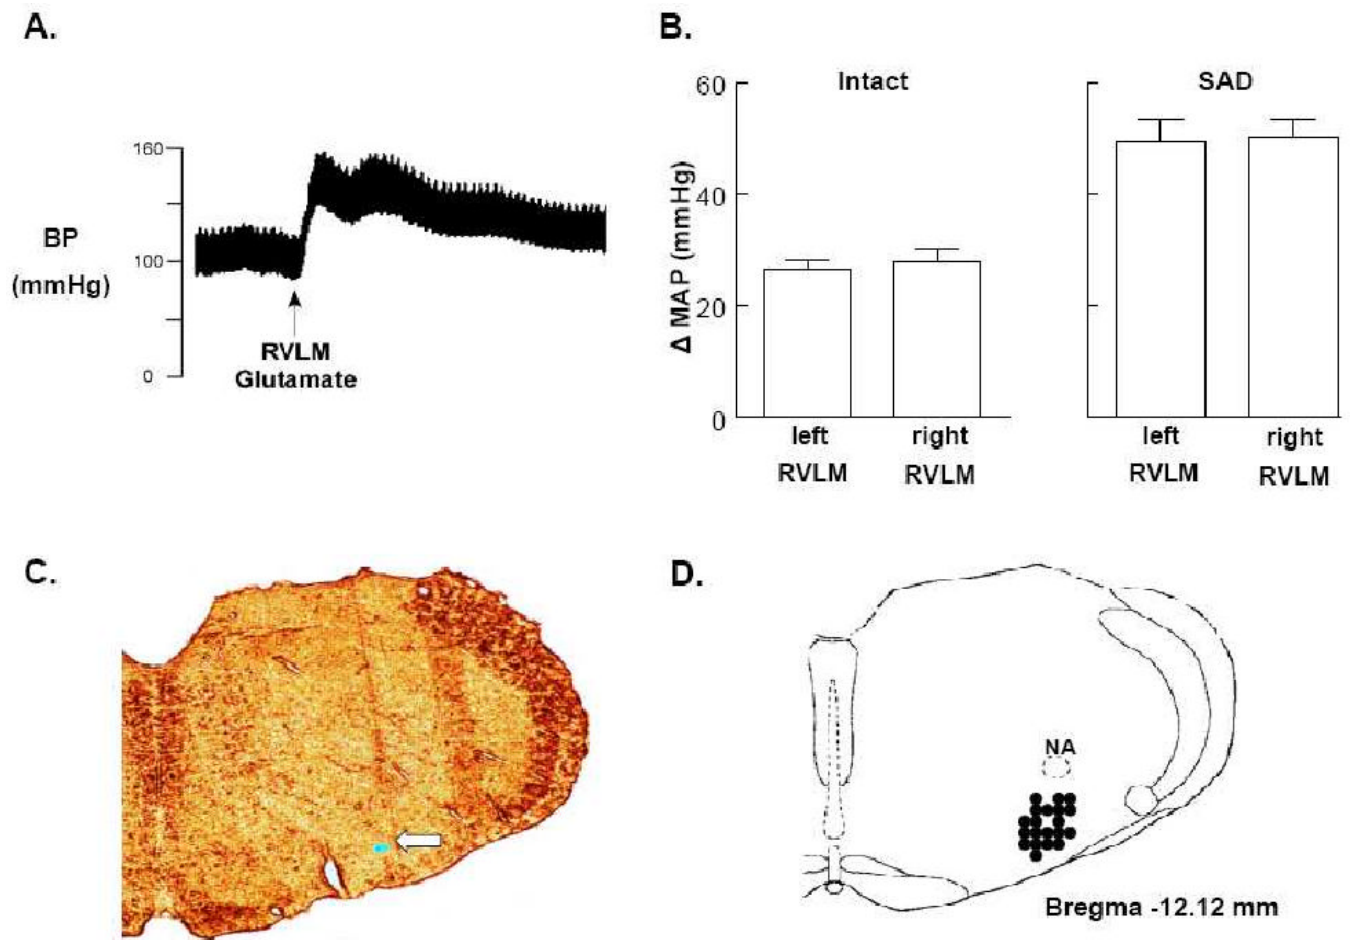 A.
160
BP
(mmHg)
100
0
RVLM
Glutamate
B.
Δ MAP (mmHg)
60
40
20
0
Intact
left
RVLM
right
RVLM
SAD
left
RVLM
right
RVLM
C.
D.
NA
Bregma -12.12 mm